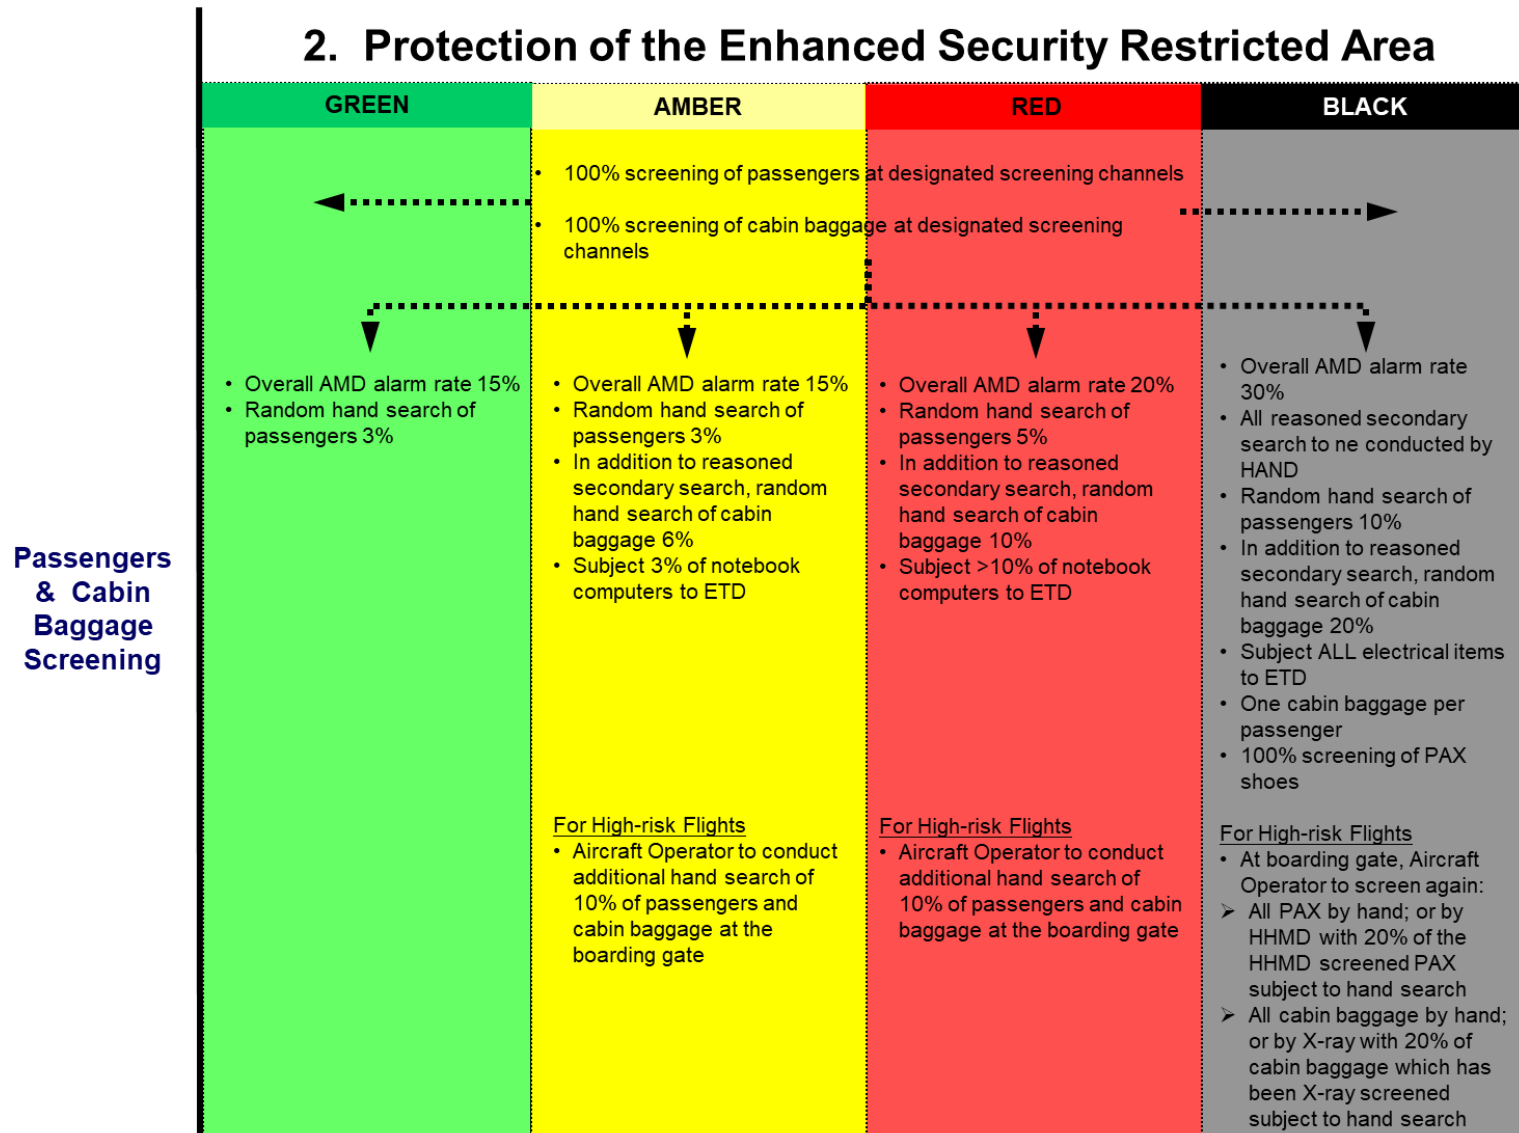 2. Protection of the Enhanced Security Restricted Area
GREEN
AMBER
RED
BLACK
Passengers
& Cabin
Baggage
Screening
• 100% screening of passengers at designated screening channels
• 100% screening of cabin baggage at designated screening
channels
• Overall AMD alarm rate 15%
• Random hand search of
passengers 3%
• Overall AMD alarm rate 15%
• Random hand search of
passengers 3%
• In addition to reasoned
secondary search, random
hand search of cabin
baggage 6%
• Subject 3% of notebook
computers to ETD
For High-risk Flights
• Aircraft Operator to conduct
additional hand search of
10% of passengers and
cabin baggage at the
boarding gate
• Overall AMD alarm rate 20%
• Random hand search of
passengers 5%
• In addition to reasoned
secondary search, random
hand search of cabin
baggage 10%
• Subject >10% of notebook
computers to ETD
For High-risk Flights
• Aircraft Operator to conduct
additional hand search of
10% of passengers and cabin
baggage at the boarding gate
• Overall AMD alarm rate
30%
• All reasoned secondary
search to ne conducted by
HAND
• Random hand search of
passengers 10%
• In addition to reasoned
secondary search, random
hand search of cabin
baggage 20%
• Subject ALL electrical items
to ETD
• One cabin baggage per
passenger
• 100% screening of PAX
shoes
For High-risk Flights
• At boarding gate, Aircraft
Operator to screen again:
➢ All PAX by hand; or by
HHMD with 20% of the
HHMD screened PAX
subject to hand search
➢ All cabin baggage by hand;
or by X-ray with 20% of
cabin baggage which has
been X-ray screened
subject to hand search